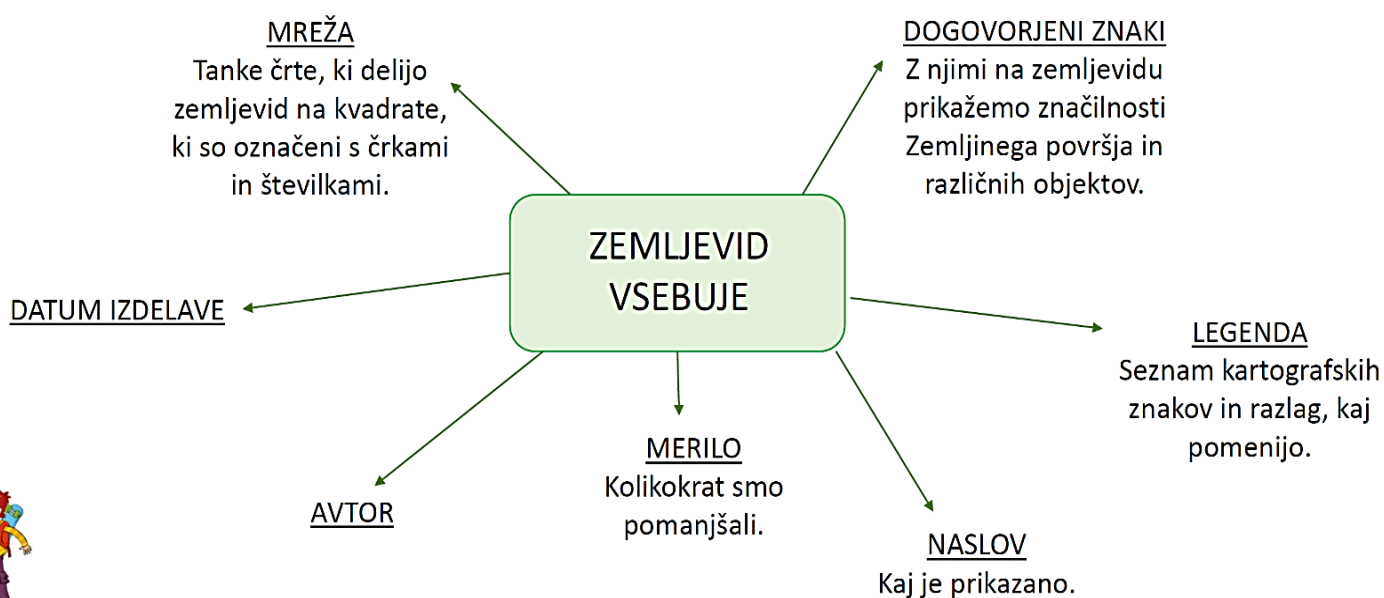 MREŽA
Tanke črte, ki delijo
zemljevid na kvadrate,
ki so označeni s črkami
in številkami.
DOGOVORJENI ZNAKI
Z njimi na zemljevidu
prikažemo značilnosti
Zemljinega površja in
različnih objektov.
ZEMLJEVID
VSEBUJE
DATUM IZDELAVE
LEGENDA
Seznam kartografskih
znakov in razlag, kaj
pomenijo.
MERILO
Kolikokrat smo
pomanjšali.
AVTOR
NASLOV
Kaj je prikazano.